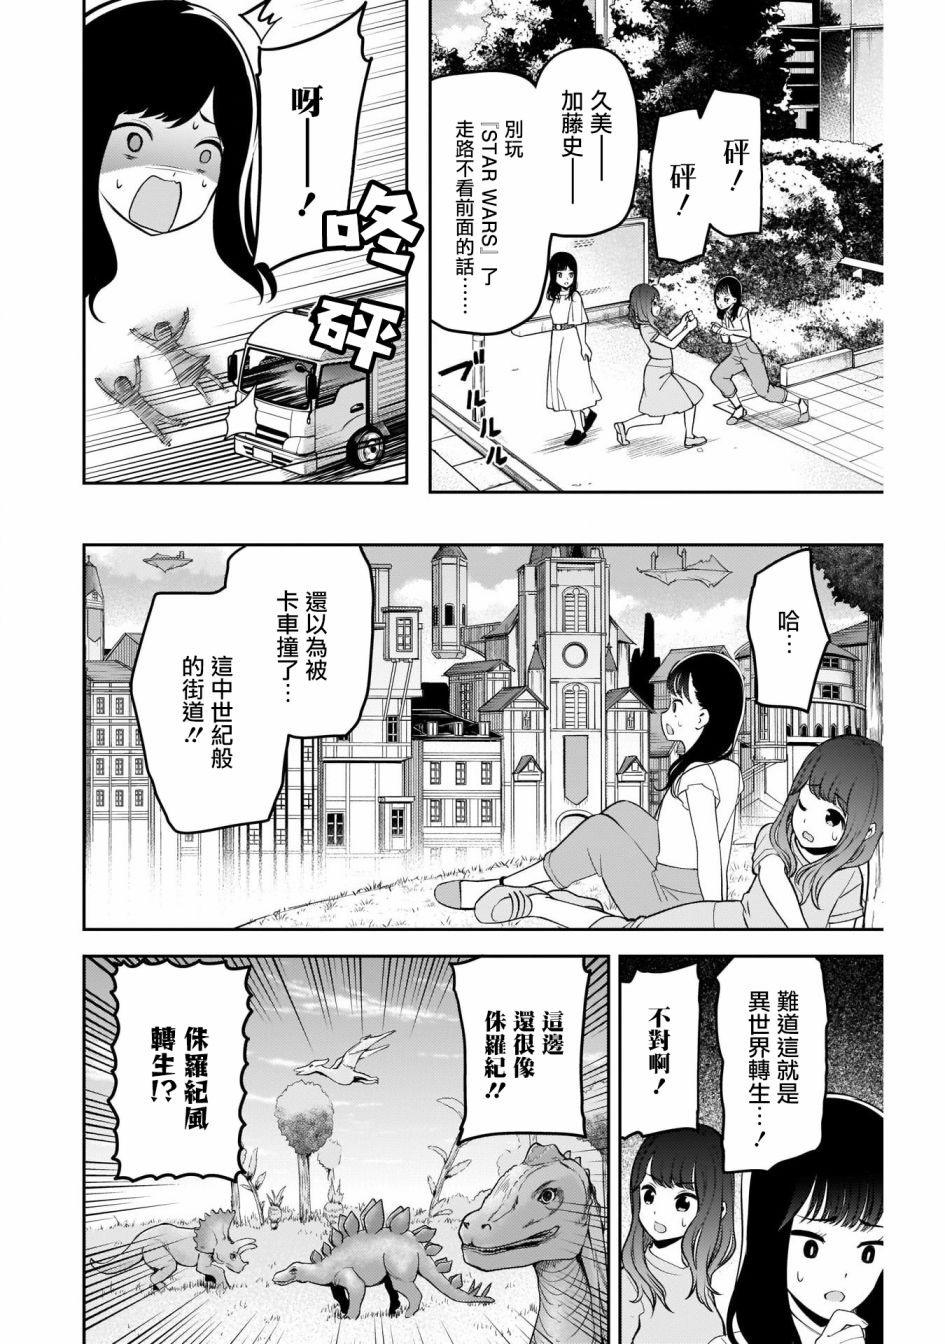 砰！
砰！
久美——
加藤史——
別玩
『STAR WARS』了
走路不看前面的話……
ブルルルル
呀——！
咚
砰
哈…
還以為被
卡車撞了…
這中世紀般
的街道!!
難道這就是
異世界轉生…！
不對啊！
這邊
還很像
侏羅紀!!
侏羅紀風
轉生!?